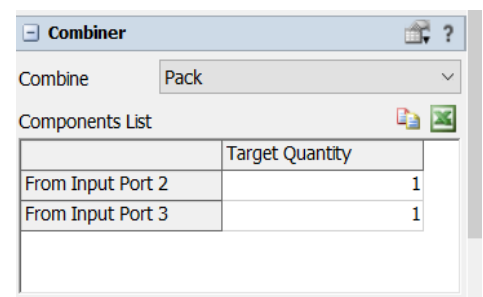 Combiner ?
Combine Pack
Components List
Target Quantity
From Input Port 2 1
From Input Port 3 1